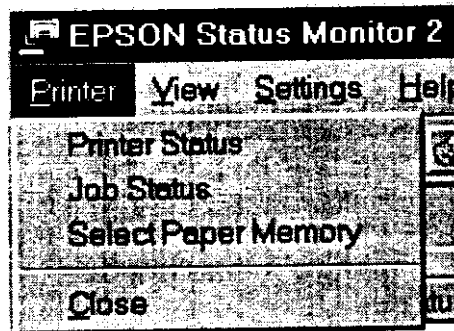 EPSON Status Monitor 2
Printer View Settings Help
Printer Status
Job Status
Select Paper Memory
Close